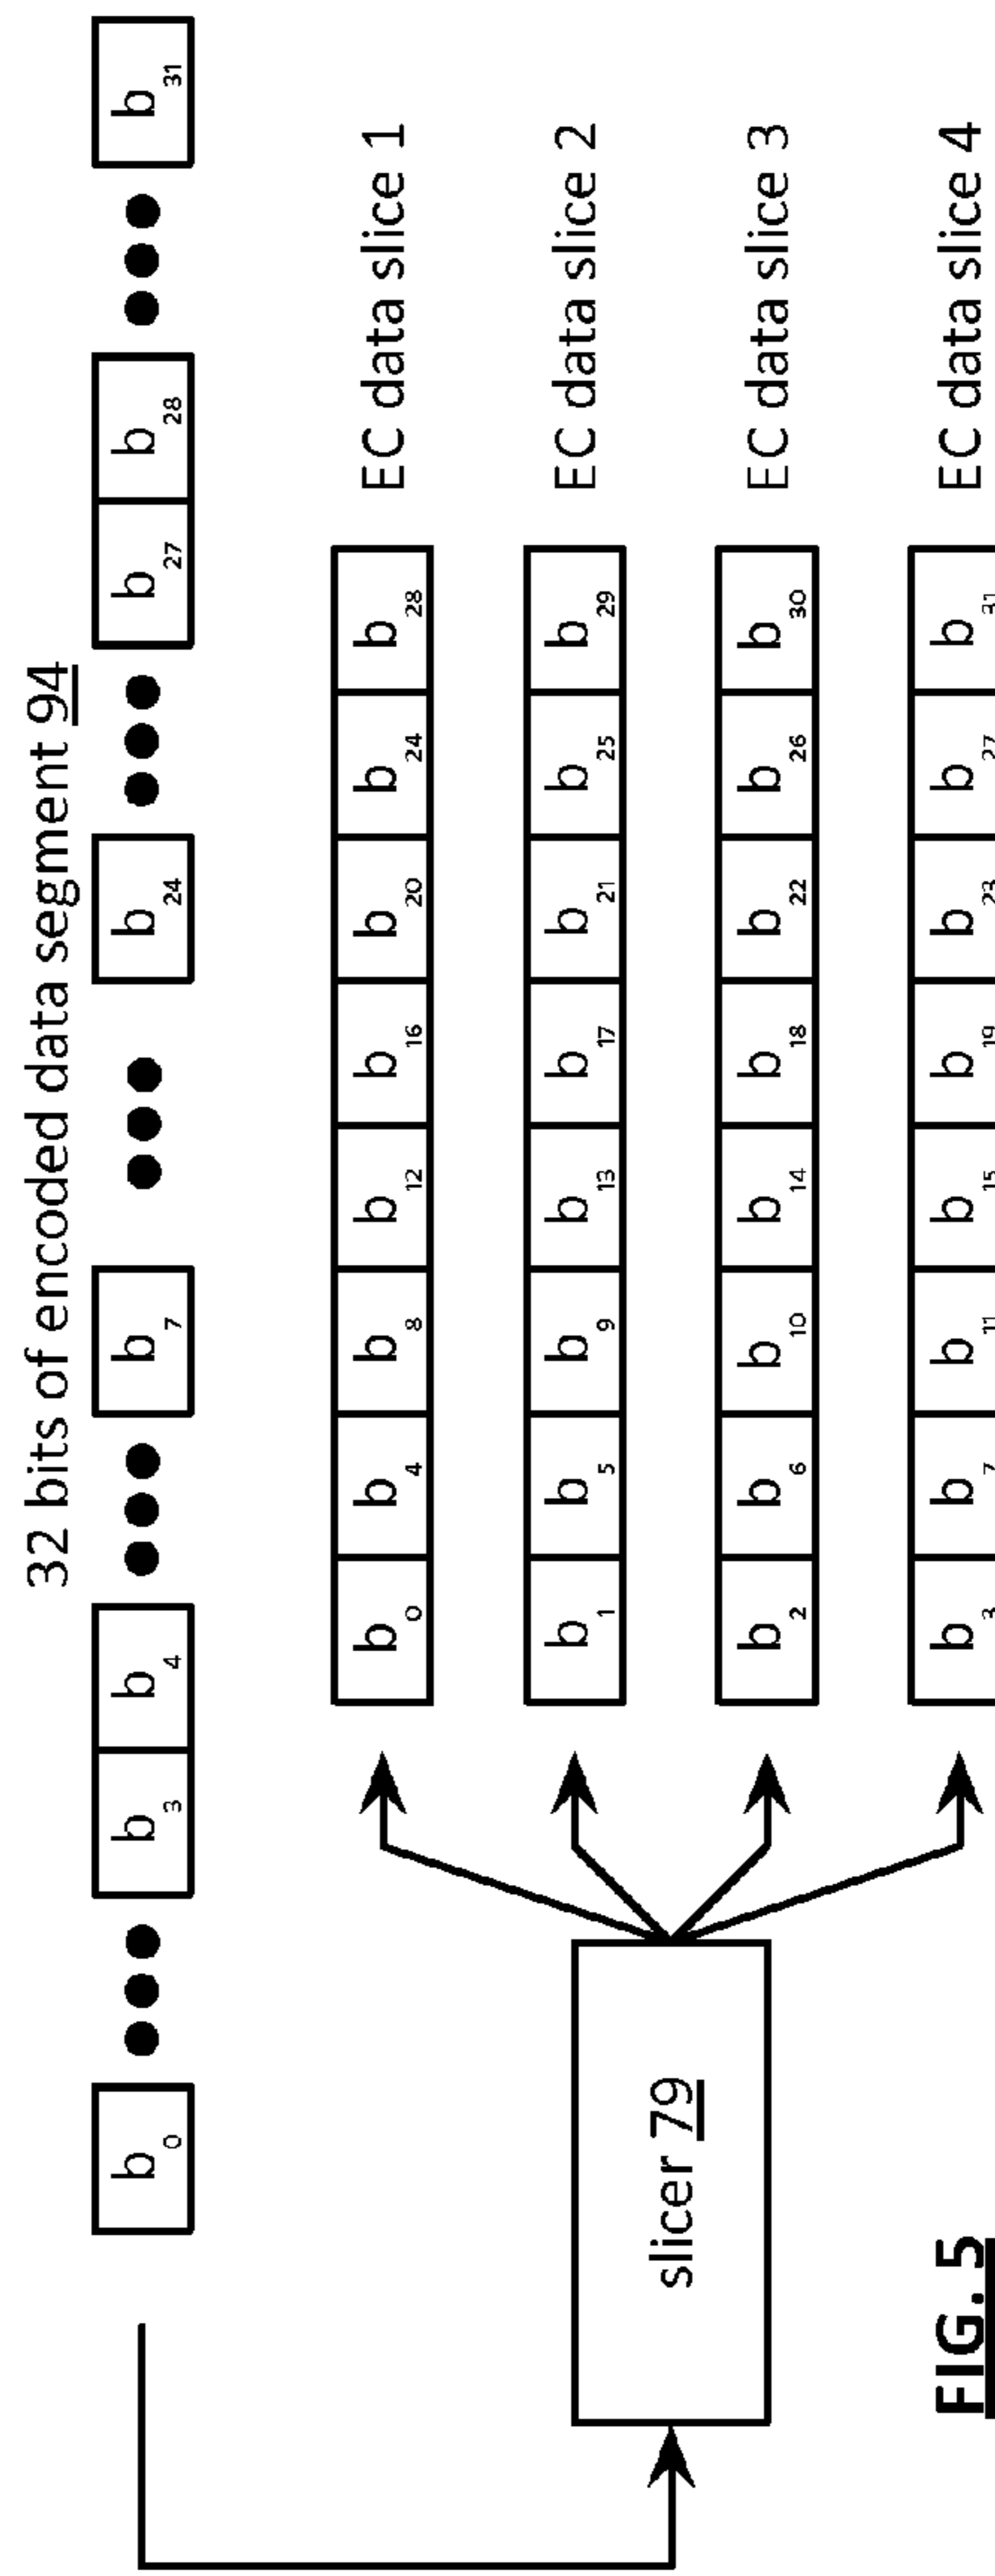 32 bits of encoded data segment 94
b0 ●●● b3 b4 ●●● b7 ●●● b24 ●●● b27 b28 ●●● b31
b0 b4 b8 b12 b16 b20 b24 b28 EC data slice 1
b1 b5 b9 b13 b17 b21 b25 b29 EC data slice 2
slicer 79
b2 b6 b10 b14 b18 b22 b26 b30 EC data slice 3
b3 b7 b11 b15 b19 b23 b27 b31 EC data slice 4
FIG. 5